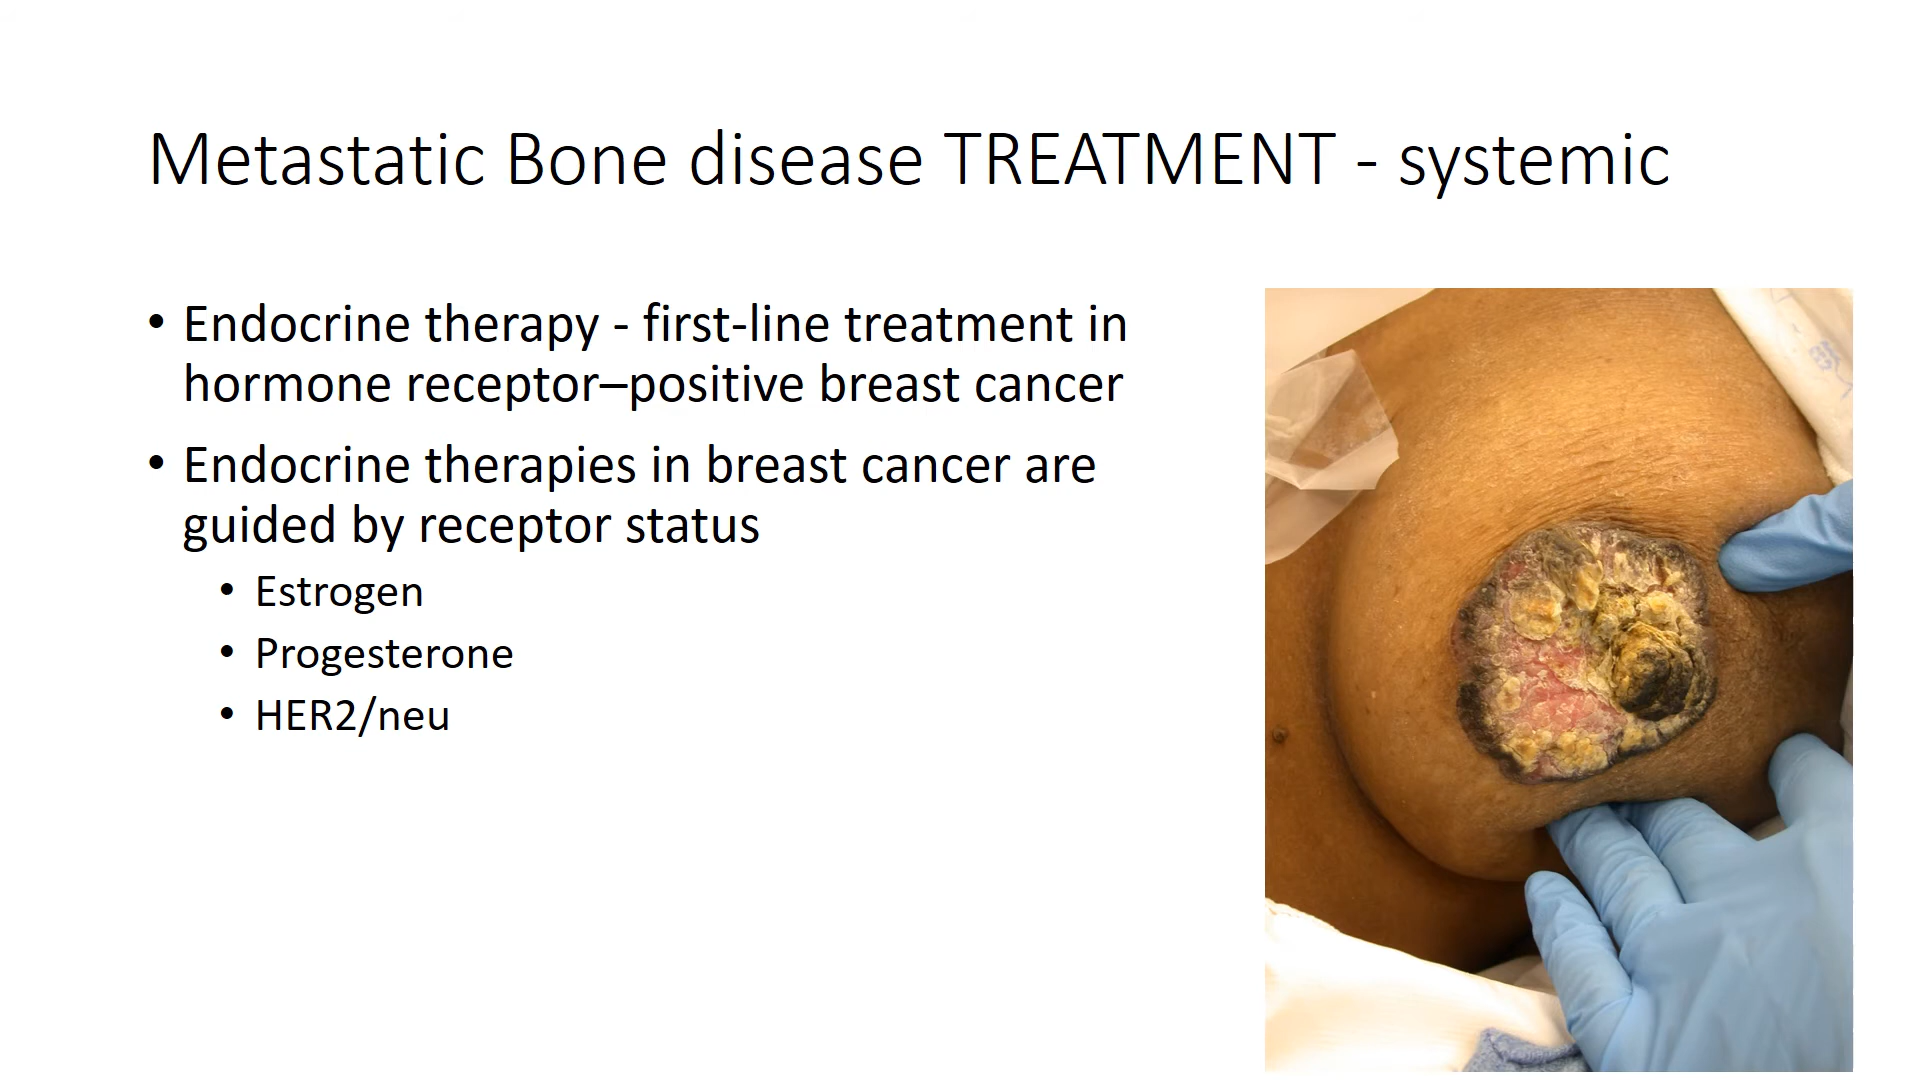 Metastatic Bone disease TREATMENT - systemic
• Endocrine therapy - first-line treatment in
hormone receptor–positive breast cancer
• Endocrine therapies in breast cancer are
guided by receptor status
• Estrogen
• Progesterone
• HER2/neu